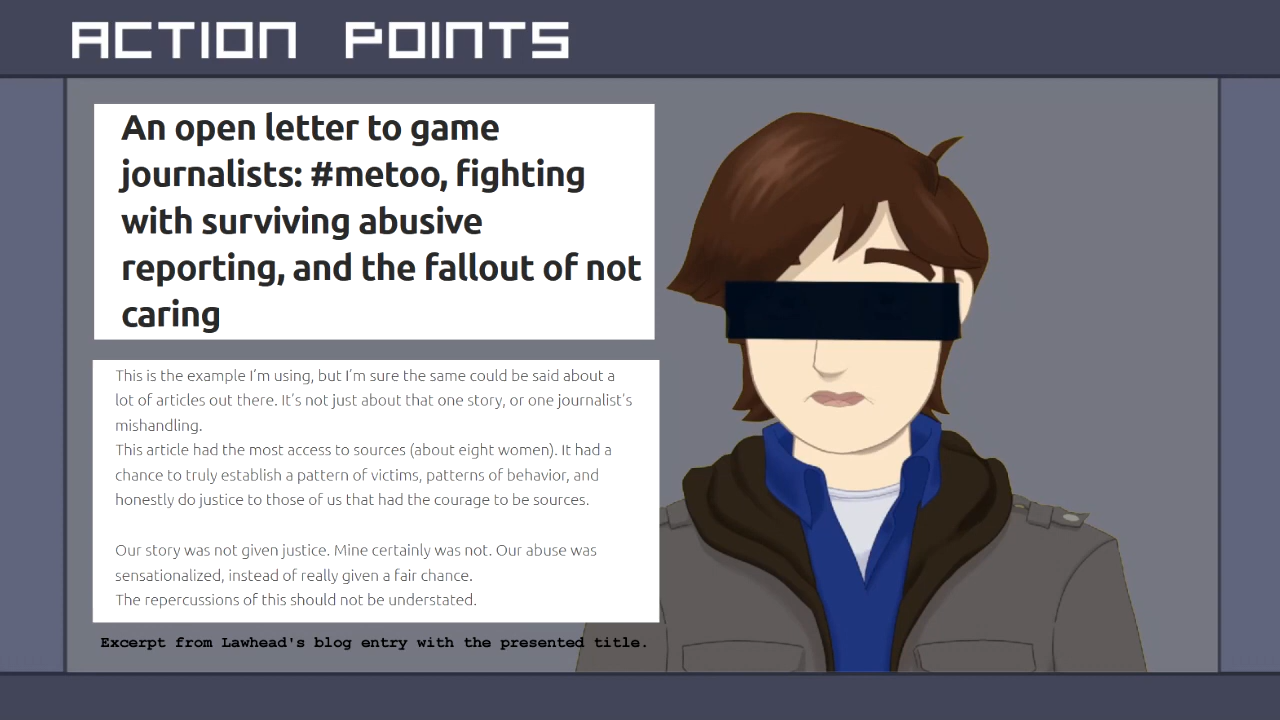 ACTION POINTS
An open letter to game
journalists: #metoo, fighting
with surviving abusive
reporting, and the fallout of not
caring
This is the example I'm using, but I'm sure the same could be said about a
lot of articles out there. It's not just about that one story, or one journalist's
mishandling.
This article had the most access to sources (about eight women). It had a
chance to truly establish a pattern of victims, patterns of behavior, and
honestly do justice to those of us that had the courage to be sources.
Our story was not given justice. Mine certainly was not. Our abuse was
sensationalized, instead of really given a fair chance.
The repercussions of this should not be understated.
Excerpt from Lawhead's blog entry with the presented title.